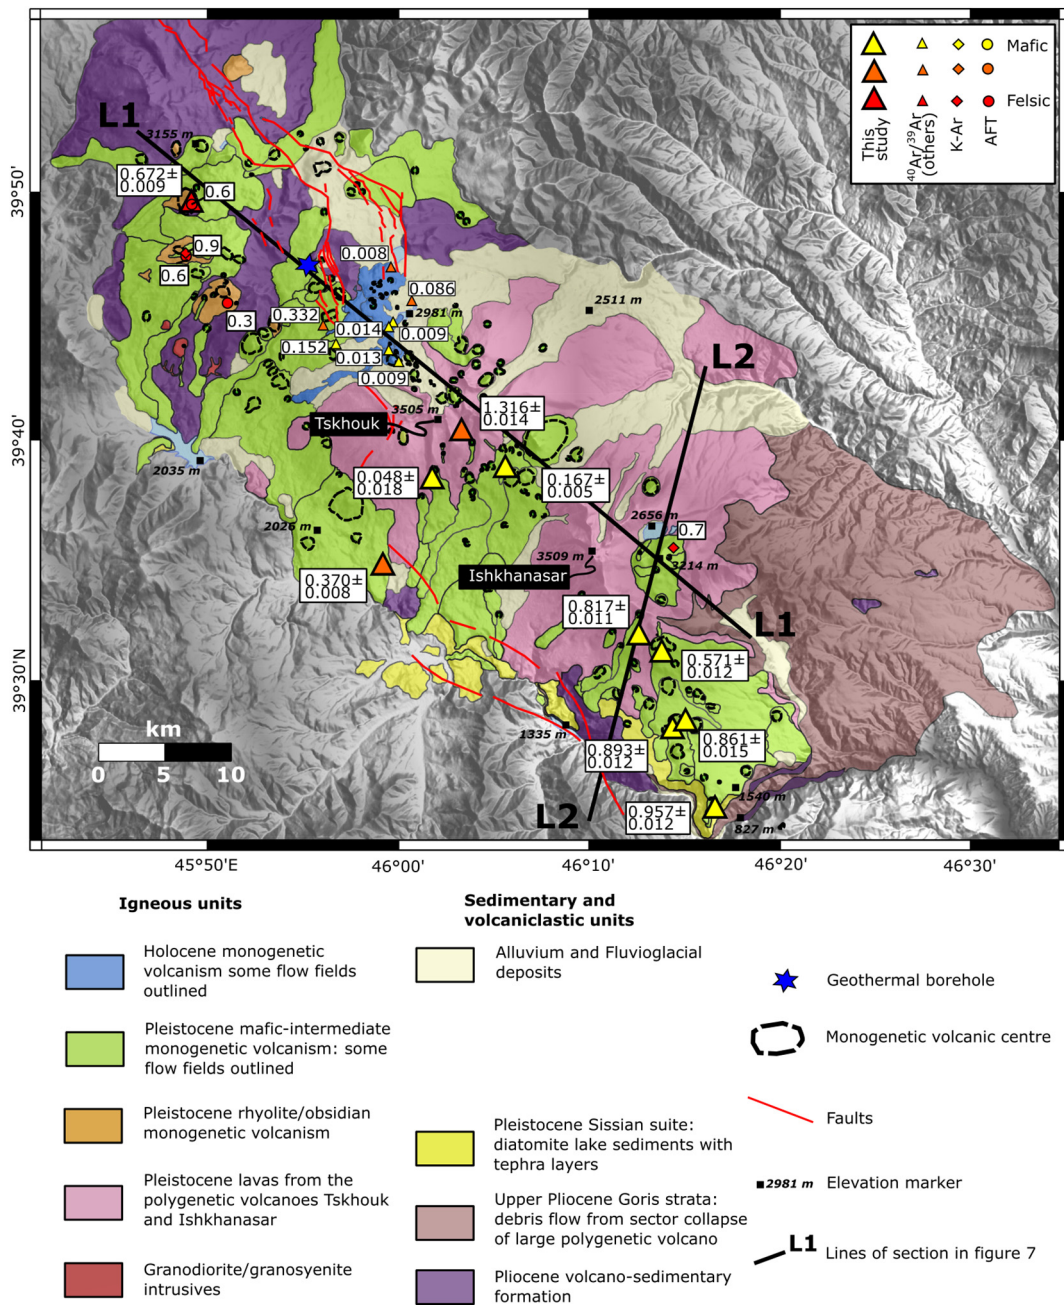 Mafic
Felsic
This
study
40Ar/39Ar
(others)
K-Ar
AFT
L1
3155 m
0.672±
0.009
0.6
0.9
0.6
0.3
0.008
0.086
2981 m
0.332
0.014
0.009
0.152
0.013
0.009
2511 m
L2
3505 m
Tskhouk
1.316±
0.014
2035 m
0.048±
0.018
0.167±
0.005
2026 m
2656 m
0.7
3509 m
3214 m
Ishkhanasar
0.370±
0.008
0.817±
0.011
L1
0.571±
0.012
km
0 5 10
1335 m
0.893±
0.012
0.861±
0.015
1540 m
L2
0.957±
0.012
827 m
39°50'
39°40'
39°30'N
45°50'E
46°00'
46°10'
46°20'
46°30'
Igneous units
Holocene monogenetic
volcanism some flow fields
outlined
Pleistocene mafic-intermediate
monogenetic volcanism: some
flow fields outlined
Pleistocene rhyolite/obsidian
monogenetic volcanism
Pleistocene lavas from the
polygenetic volcanoes Tskhouk
and Ishkhanasar
Granodiorite/granosyenite
intrusives
Sedimentary and
volcaniclastic units
Alluvium and Fluvioglacial
deposits
Pleistocene Sissian suite:
diatomite lake sediments with
tephra layers
Upper Pliocene Goris strata:
debris flow from sector collapse
of large polygenetic volcano
Pliocene volcano-sedimentary
formation
Geothermal borehole
Monogenetic volcanic centre
Faults
2981 m Elevation marker
L1 Lines of section in figure 7